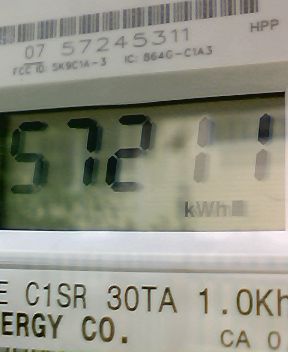 07 57245311
HPP
FCC ID: SK9C1A-3 IC: 864G-C1A3
57211
kWh
E C1SR 30TA 1.0Kh
ERGY CO.
CA 0